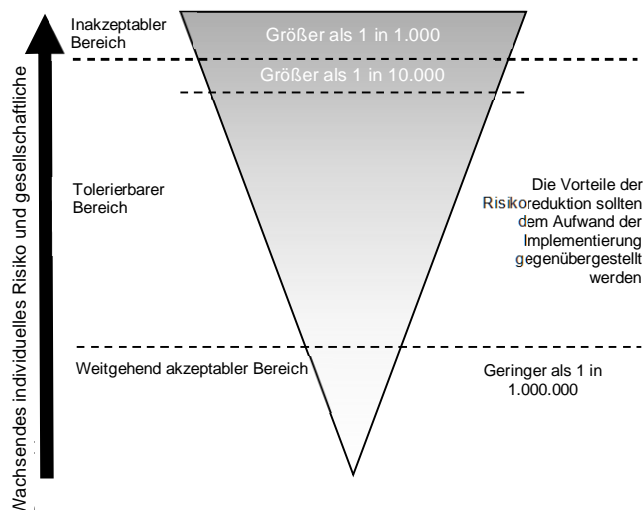 Inakzeptabler
Bereich
Größer als 1 in 1.000
Größer als 1 in 10.000
Tolerierbarer
Bereich
Die Vorteile der
Risikoreduktion sollten
dem Aufwand der
Implementierung
gegenübergestellt
werden
Weitgehend akzeptabler Bereich
Geringer als 1 in
1.000.000
Wachsendes individuelles Risiko und gesellschaftliche